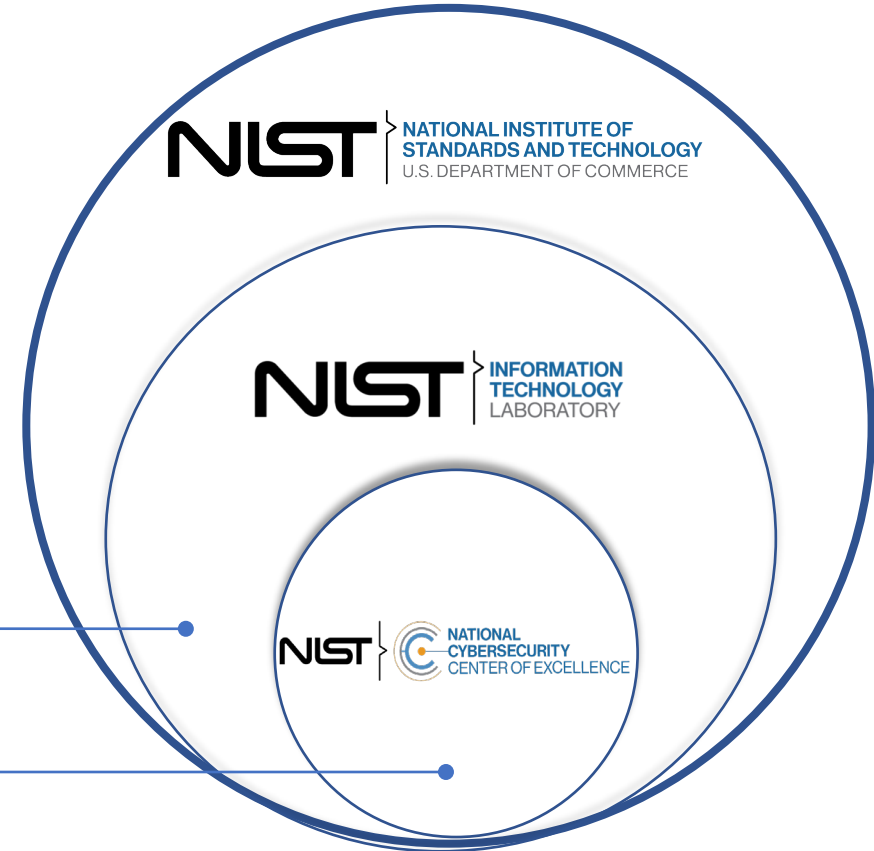 NIST
NATIONAL INSTITUTE OF
STANDARDS AND TECHNOLOGY
U.S. DEPARTMENT OF COMMERCE
NIST
INFORMATION
TECHNOLOGY
LABORATORY
NIST
NATIONAL
CYBERSECURITY
CENTER OF EXCELLENCE